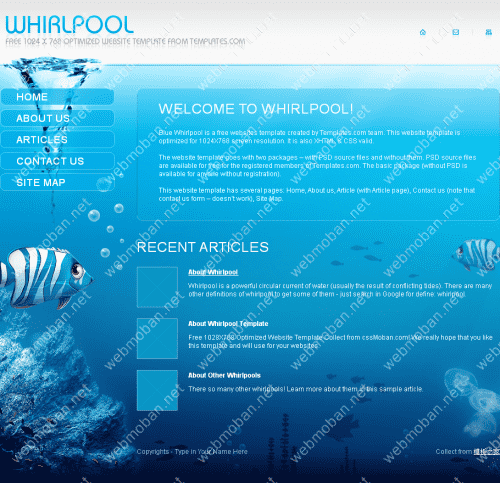 WHIRLPOOL
FREE 1024 X 768 OPTIMIZED WEBSITE TEMPLATE FROM TEMPLATES.COM
HOME
ABOUT US
ARTICLES
CONTACT US
SITE MAP
WELCOME TO WHIRLPOOL!
Blue Whirlpool is a free websites template created by Templates.com team. This website template is
optimized for 1024X768 screen resolution. It is also XHTML & CSS valid.
The website template goes with two packages – with PSD source files and without them. PSD source files
are available for free for the registered members of Templates.com. The basic package (without PSD is
available for anyone without registration).
This website template has several pages: Home, About us, Article (with Article page), Contact us (note that
contact us form – doesn't work), Site Map.
RECENT ARTICLES
About Whirlpool
Whirlpool is a powerful circular current of water (usually the result of conflicting tides). There are many
other definitions of whirlpool to get some of them - just search in Google for define: whirlpool.
About Whirlpool Template
Free 1028X768 Optimized Website Template Collect from cssMoban.com! We really hope that you like
this template and will use for your websites.
About Other Whirlpools
There so many other whirlpools! Learn more about them at this sample article.
Copyrights - Type in Your Name Here
Collect from
webmoban.net